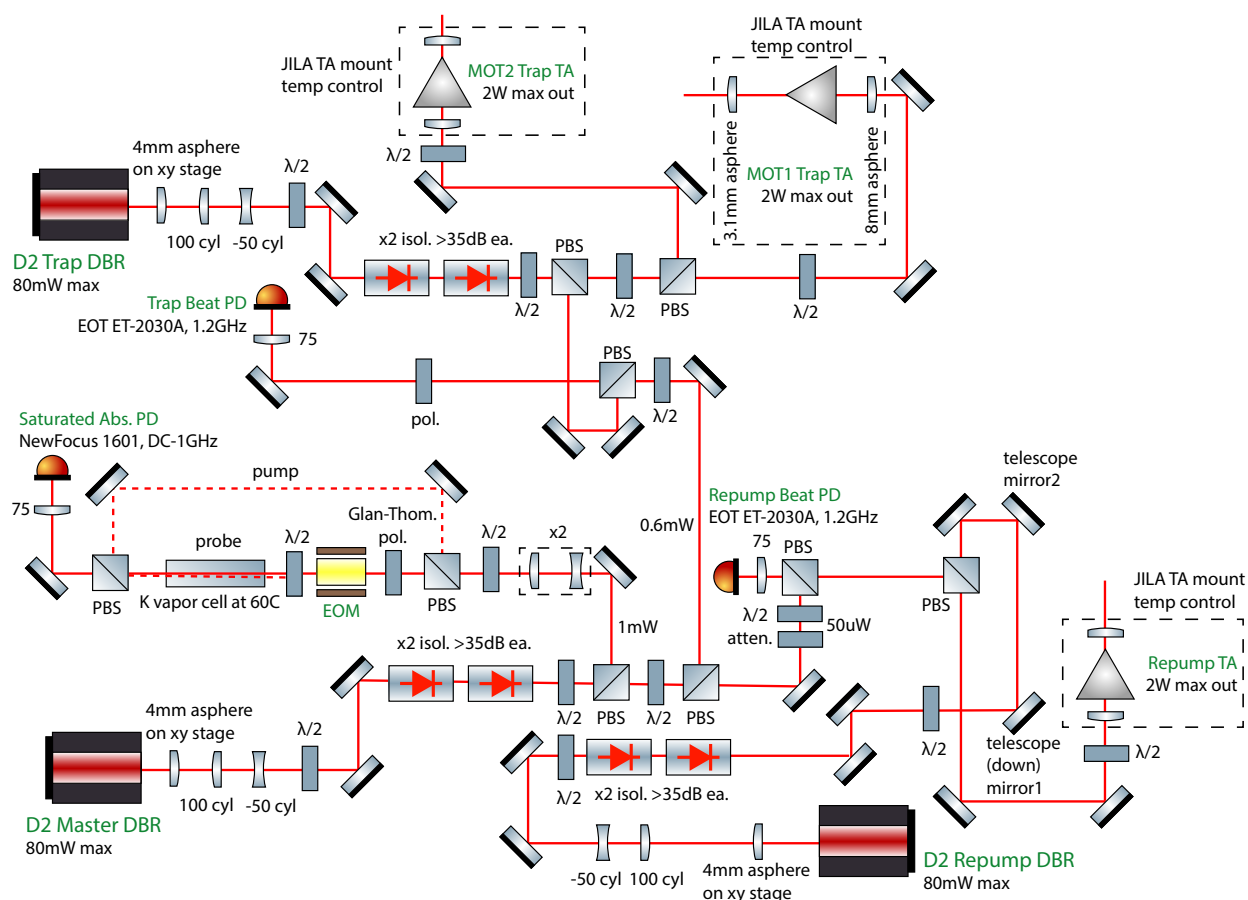 JILA TA mount
temp control
MOT2 Trap TA
2W max out
λ/2
JILA TA mount
temp control
3.1mm asphere
MOT1 Trap TA
2W max out
8mm asphere
4mm asphere
on xy stage
λ/2
100 cyl
-50 cyl
D2 Trap DBR
80mW max
x2 isol. >35dB ea.
λ/2
PBS
λ/2
PBS
λ/2
Trap Beat PD
EOT ET-2030A, 1.2GHz
75
pol.
PBS
λ/2
Saturated Abs. PD
NewFocus 1601, DC-1GHz
75
pump
PBS
probe
K vapor cell at 60C
λ/2
EOM
Glan-Thom.
pol.
PBS
λ/2
x2
1mW
0.6mW
Repump Beat PD
EOT ET-2030A, 1.2GHz
75
PBS
λ/2
atten.
50uW
telescope
mirror2
PBS
JILA TA mount
temp control
Repump TA
2W max out
λ/2
λ/2
telescope
(down)
mirror1
x2 isol. >35dB ea.
λ/2
PBS
λ/2
PBS
4mm asphere
on xy stage
λ/2
100 cyl
-50 cyl
D2 Master DBR
80mW max
λ/2
x2 isol. >35dB ea.
-50 cyl
100 cyl
4mm asphere
on xy stage
D2 Repump DBR
80mW max